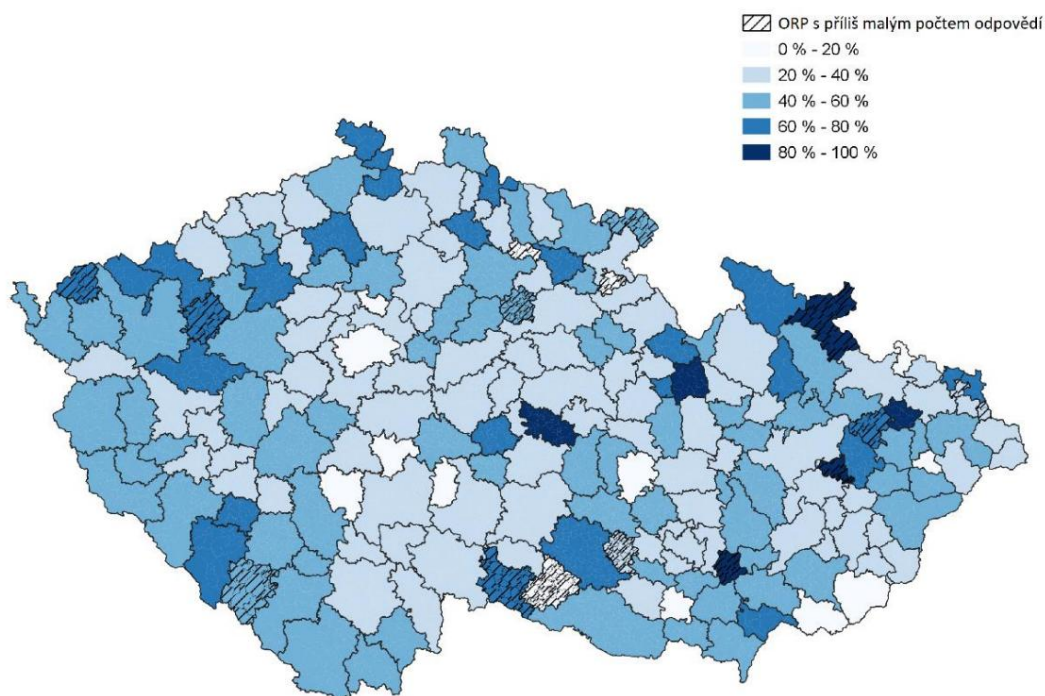 ORP s příliš malým počtem odpovědí
0 % - 20 %
20 % - 40 %
40 % - 60 %
60 % - 80 %
80 % - 100 %